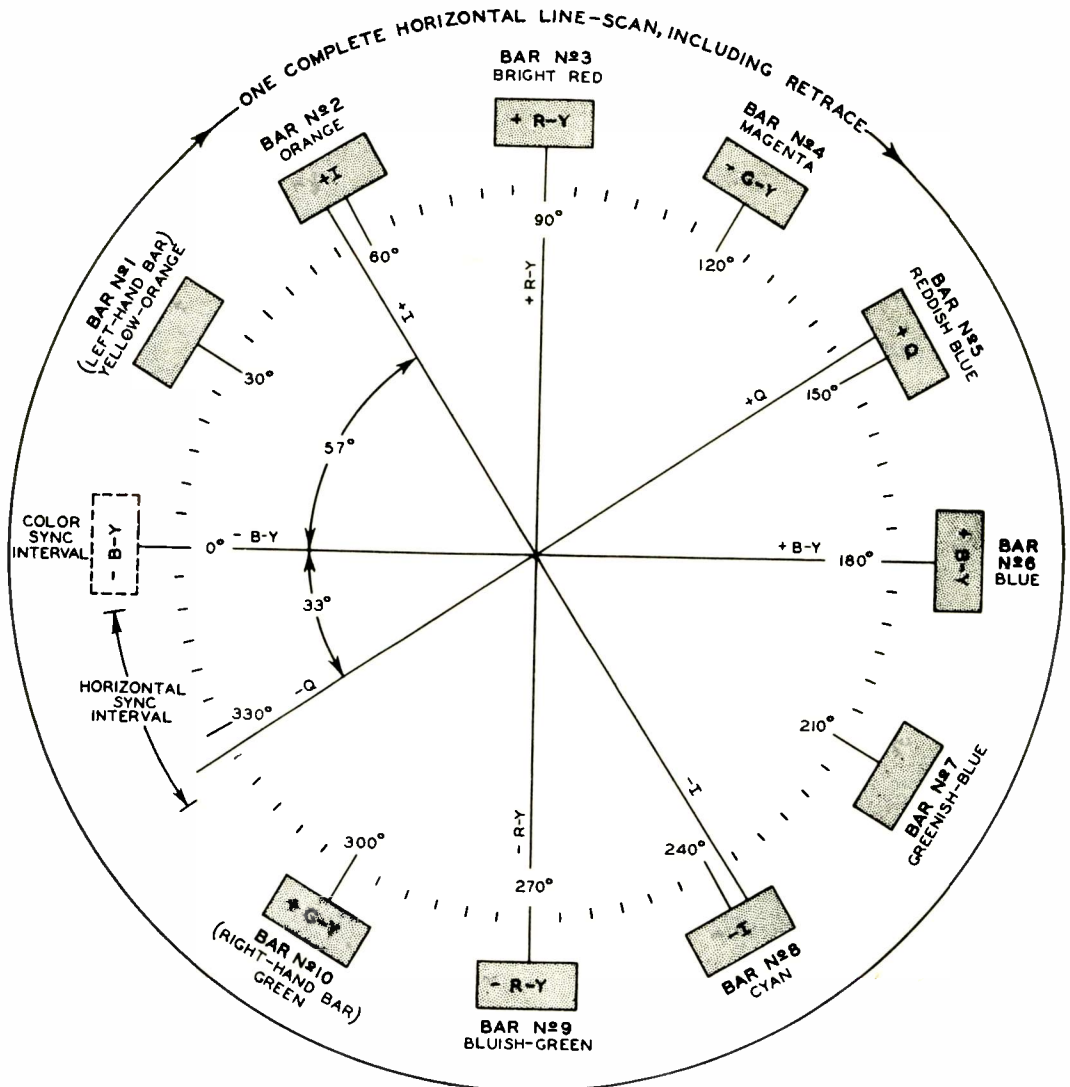 ONE COMPLETE HORIZONTAL LINE-SCAN, INCLUDING RETRACE
BAR Nº1
(LEFT-HAND BAR)
YELLOW-ORANGE
30°
BAR Nº2
ORANGE
+I
60°
+I
BAR Nº3
BRIGHT RED
+ R-Y
90°
+ R-Y
BAR Nº4
MAGENTA
- G-Y
120°
BAR Nº5
REDDISH BLUE
+ Q
150°
+Q
BAR
Nº6
BLUE
+ B-Y
180°
+ B-Y
BAR Nº7
GREENISH-BLUE
210°
BAR Nº8
CYAN
-I
240°
-I
BAR Nº9
BLUISH-GREEN
- R-Y
270°
- R-Y
BAR Nº10
(RIGHT-HAND BAR)
GREEN
+ G-Y
300°
330°
-Q
HORIZONTAL
SYNC
INTERVAL
COLOR
SYNC
INTERVAL
- B-Y
0°
- B-Y
57°
33°